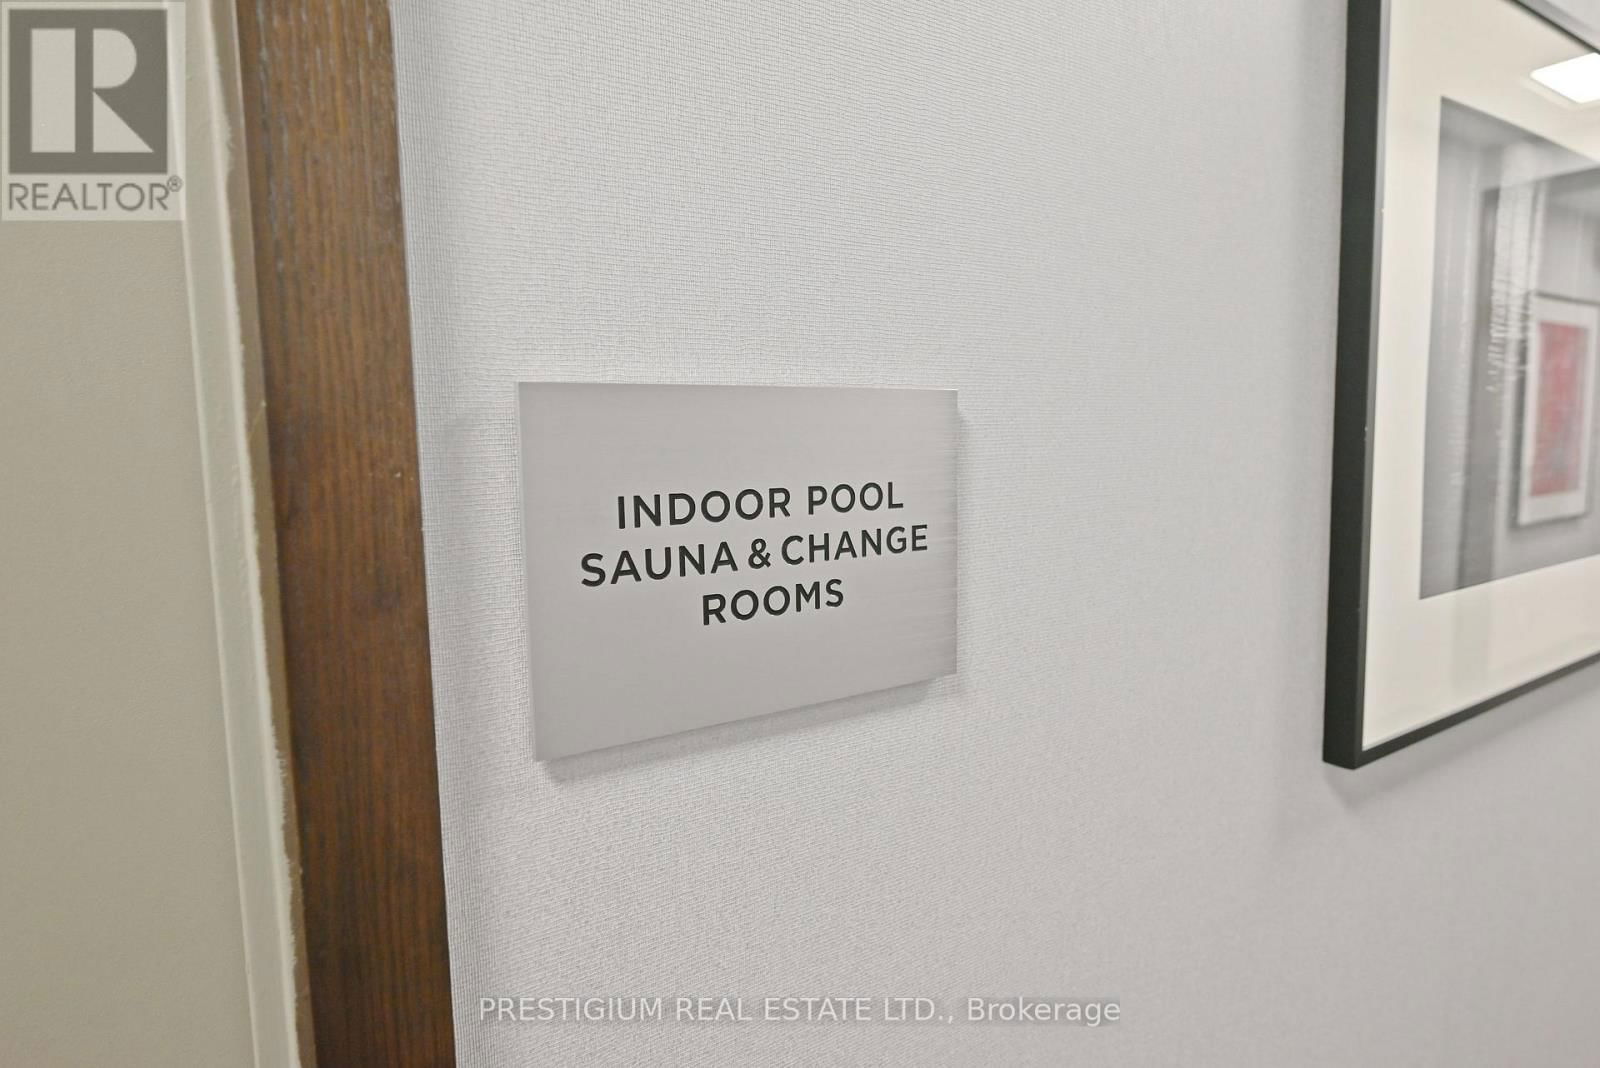 REALTOR®
INDOOR POOL
SAUNA & CHANGE
ROOMS
PRESTIGIUM REAL ESTATE LTD., Brokerage